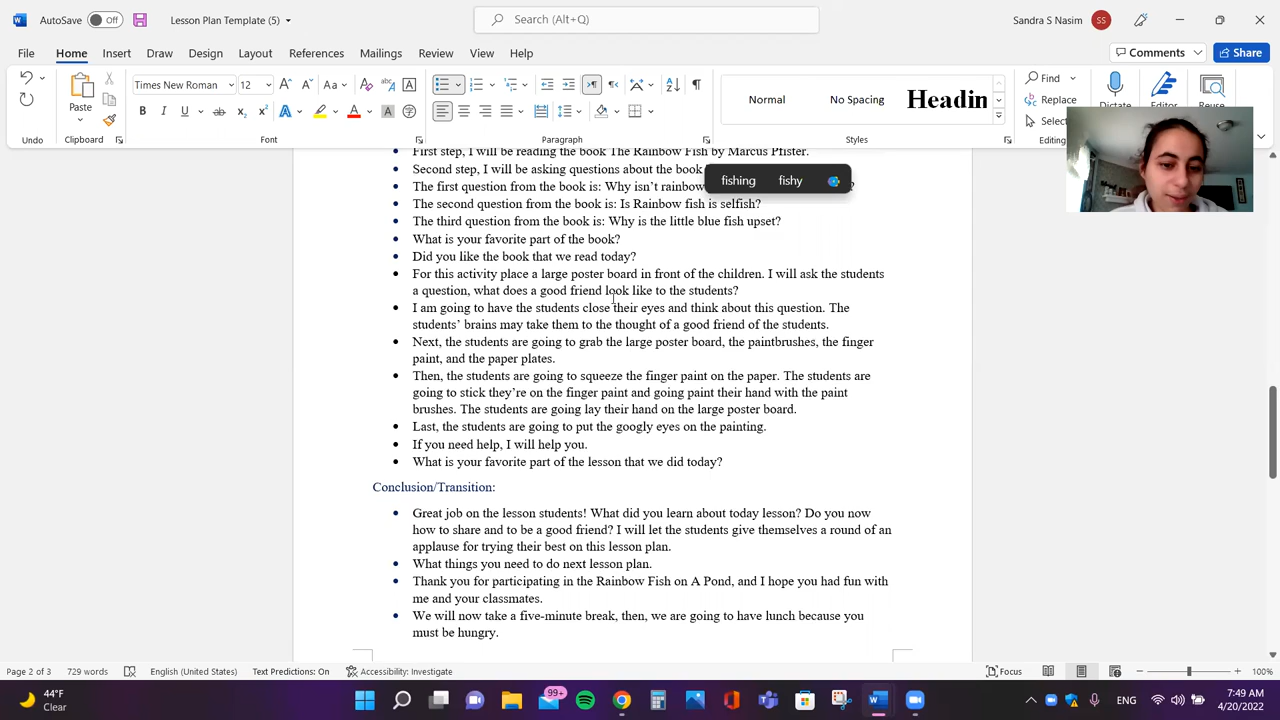 AutoSave Off Lesson Plan Template (5) Search (Alt+Q) Sandra S Nasim SS
File Home Insert Draw Design Layout References Mailings Review View Help Comments Share
Times New Roman 12 Aa Find
Paste Normal No Spacing Headin Replace Dictate Editor Reuse
Select
Undo Clipboard Font Paragraph Styles Editing
First step, I will be reading the book The Rainbow Fish by Marcus Pfister.
fishing fishy
Second step, I will be asking questions about the book
The first question from the book is: Why isn't rainbow ?
The second question from the book is: Is Rainbow fish is selfish?
The third question from the book is: Why is the little blue fish upset?
What is your favorite part of the book?
Did you like the book that we read today?
For this activity place a large poster board in front of the children. I will ask the students
a question, what does a good friend look like to the students?
I am going to have the students close their eyes and think about this question. The
students' brains may take them to the thought of a good friend of the students.
Next, the students are going to grab the large poster board, the paintbrushes, the finger
paint, and the paper plates.
Then, the students are going to squeeze the finger paint on the paper. The students are
going to stick they're on the finger paint and going paint their hand with the paint
brushes. The students are going lay their hand on the large poster board.
Last, the students are going to put the googly eyes on the painting.
If you need help, I will help you.
What is your favorite part of the lesson that we did today?
Conclusion/Transition:
Great job on the lesson students! What did you learn about today lesson? Do you now
how to share and to be a good friend? I will let the students give themselves a round of an
applause for trying their best on this lesson plan.
What things you need to do next lesson plan.
Thank you for participating in the Rainbow Fish on A Pond, and I hope you had fun with
me and your classmates.
We will now take a five-minute break, then, we are going to have lunch because you
must be hungry.
Page 2 of 3 729 words English (United States) Text Predictions: On Accessibility: Investigate Focus 100%
44°F
Clear
99+
ENG
7:49 AM
4/20/2022